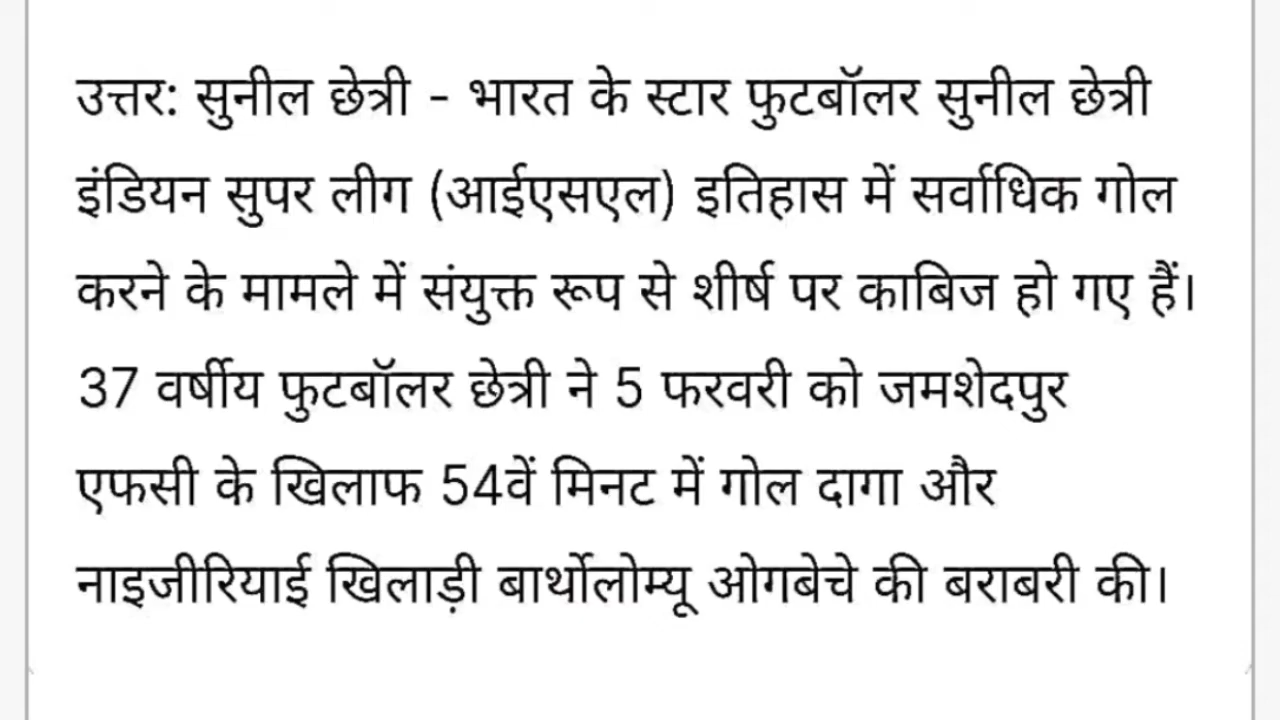 उत्तर: सुनील छेत्री - भारत के स्टार फुटबॉलर सुनील छेत्री
इंडियन सुपर लीग (आईएसएल) इतिहास में सर्वाधिक गोल
करने के मामले में संयुक्त रूप से शीर्ष पर काबिज हो गए हैं।
37 वर्षीय फुटबॉलर छेत्री ने 5 फरवरी को जमशेदपुर
एफसी के खिलाफ 54वें मिनट में गोल दागा और
नाइजीरियाई खिलाड़ी बार्थोलोम्यू ओगबेचे की बराबरी की।